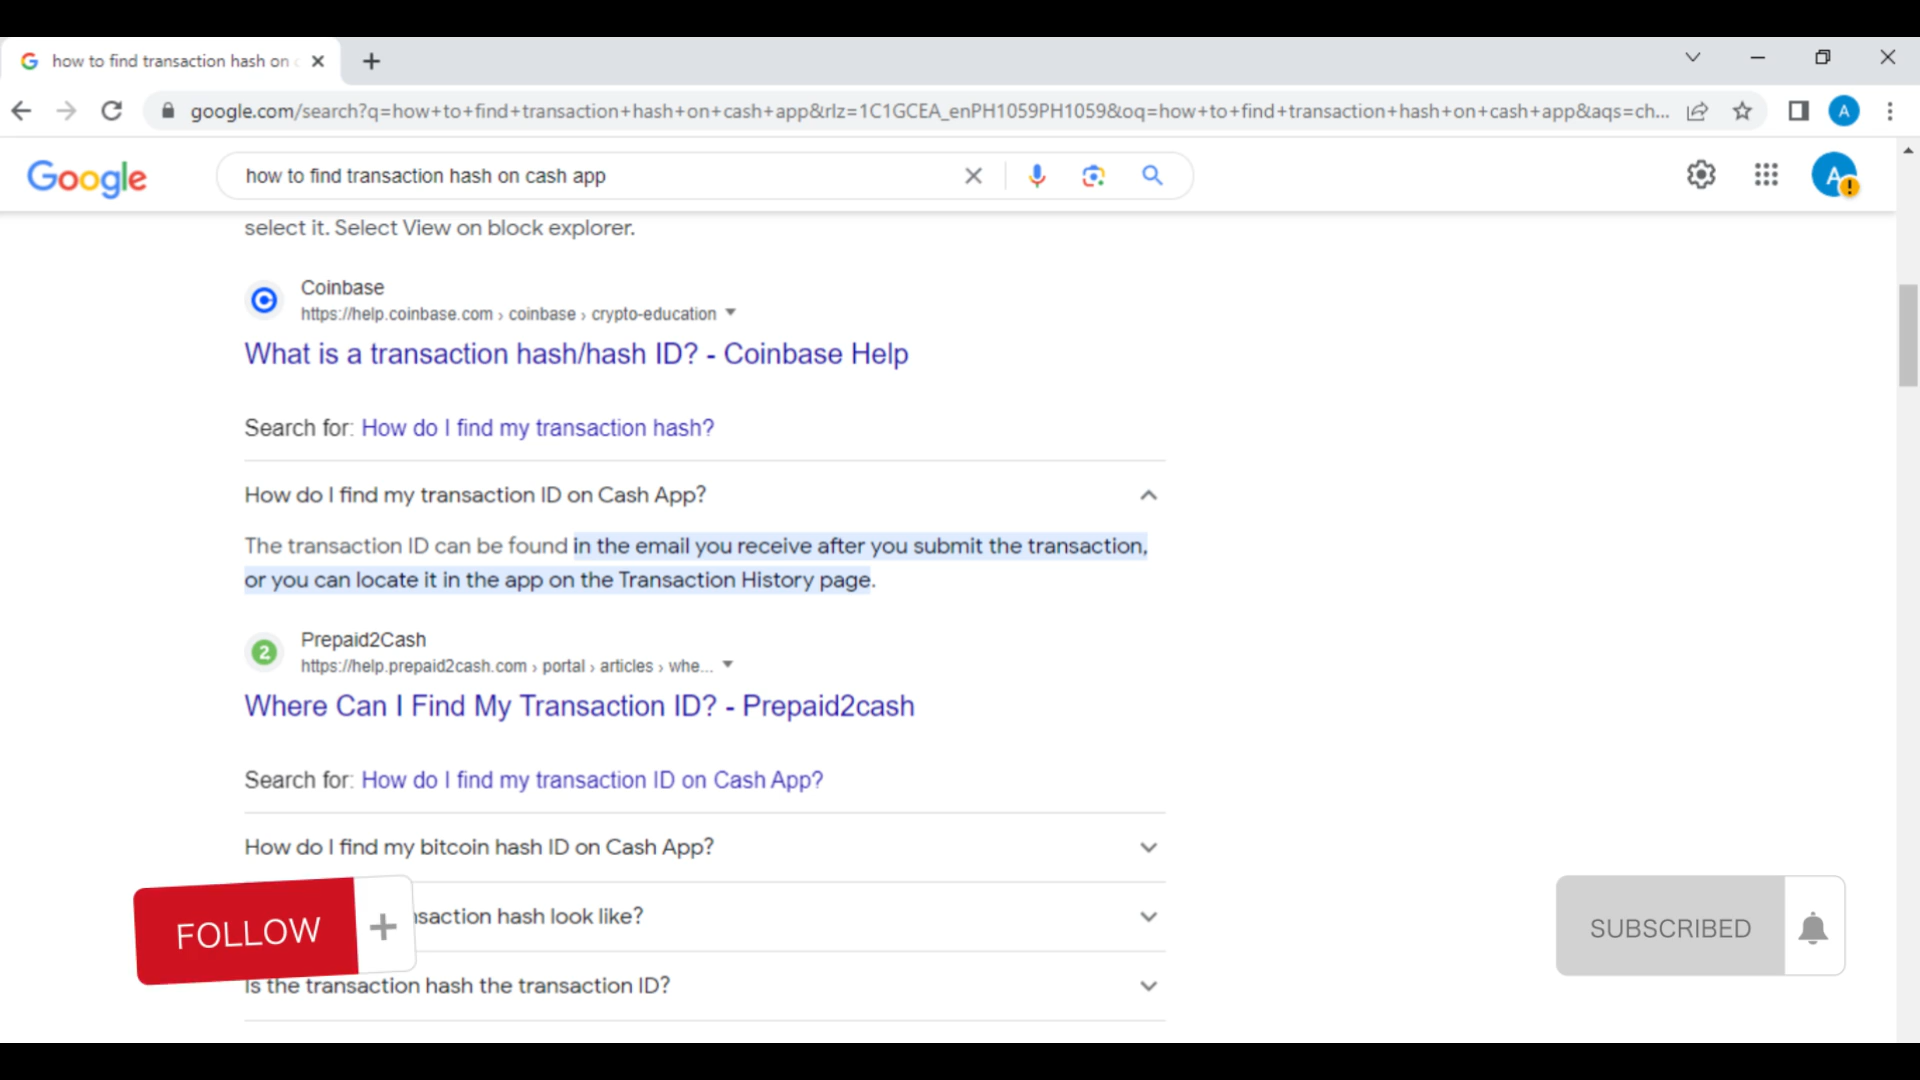 how to find transaction hash on
google.com/search?q=how+to+find+transaction+hash+on+cash+app&rlz=1C1GCEA_enPH1059PH1059&oq=how+to+find+transaction+hash+on+cash+app&aqs=ch...
A
Google
how to find transaction hash on cash app
A
select it. Select View on block explorer.
Coinbase
https://help.coinbase.com › coinbase › crypto-education
What is a transaction hash/hash ID? - Coinbase Help
Search for: How do I find my transaction hash?
How do I find my transaction ID on Cash App?
The transaction ID can be found in the email you receive after you submit the transaction,
or you can locate it in the app on the Transaction History page.
2
Prepaid2Cash
https://help.prepaid2cash.com › portal › articles › whe...
Where Can I Find My Transaction ID? - Prepaid2cash
Search for: How do I find my transaction ID on Cash App?
How do I find my bitcoin hash ID on Cash App?
hash look like?
FOLLOW
SUBSCRIBED
Is the transaction hash the transaction ID?